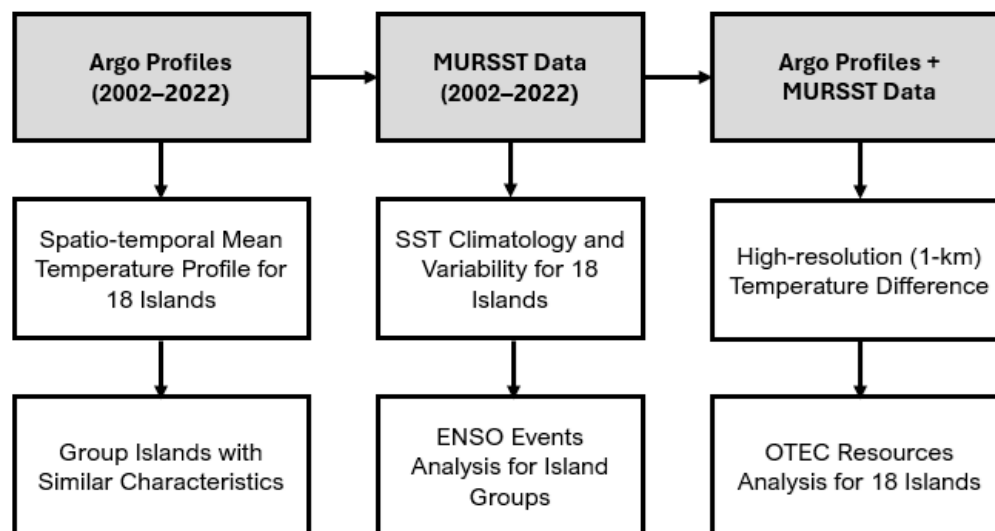 Argo Profiles
(2002–2022)
MURSST Data
(2002–2022)
Argo Profiles +
MURSST Data
Spatio-temporal Mean
Temperature Profile for
18 Islands
SST Climatology and
Variability for 18
Islands
High-resolution (1-km)
Temperature Difference
Group Islands with
Similar Characteristics
ENSO Events
Analysis for Island
Groups
OTEC Resources
Analysis for 18 Islands